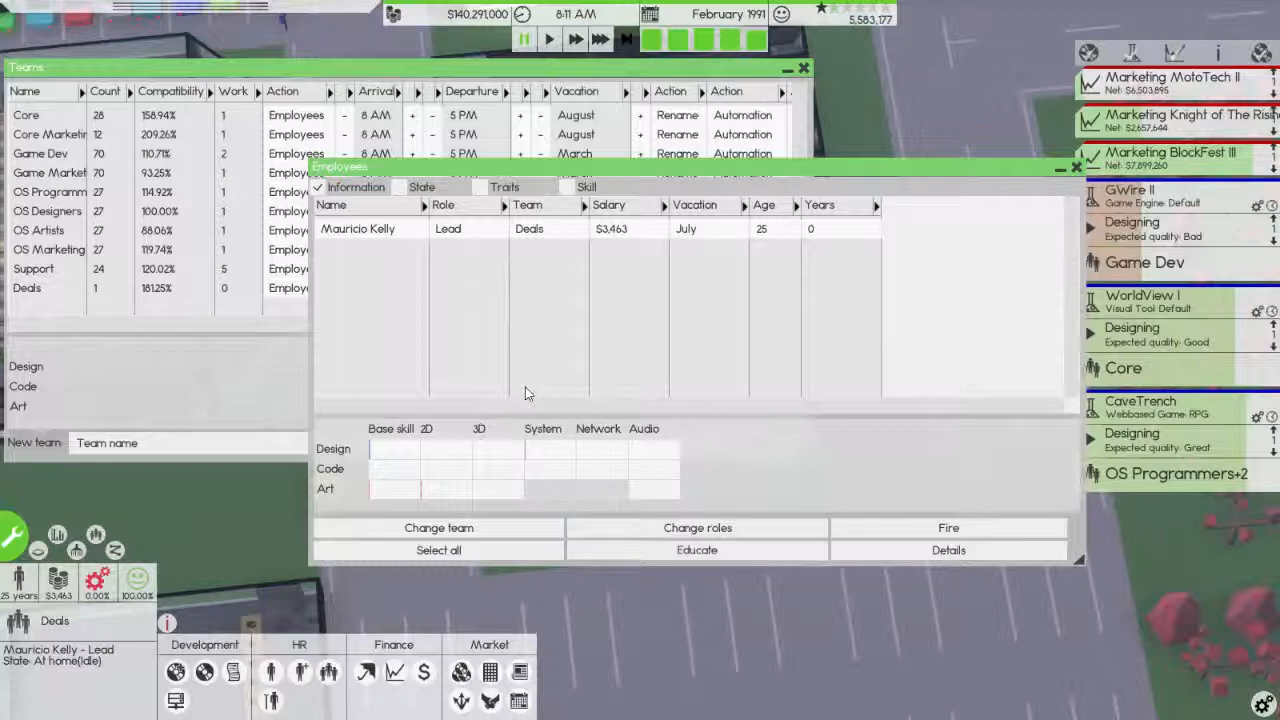 $140,291,000
8:11 AM
February 1991
5,583,177
Teams
Name Count Compatibility Work Action Arrival Departure Vacation Action Action
Core 28 158.94% 1 Employees - 8 AM + - 5 PM + - August + Rename Automation
Core Marketin 12 209.26% 1 Employees - 8 AM + - 5 PM + - August + Rename Automation
Game Dev 70 110.71% 2 Employees - 8 AM + - 5 PM + - March + Rename Automation
Game Market 70 93.25% 1
OS Programm 27 114.92% 1
OS Designers 27 100.00% 1
OS Artists 27 88.06% 1
OS Marketing 27 119.74% 1
Support 24 120.02% 5
Deals 1 181.25% 0
Design
Code
Art
New team Team name
Employees
Information State Traits Skill
Name Role Team Salary Vacation Age Years
Mauricio Kelly Lead Deals $3,463 July 25 0
Base skill 2D 3D System Network Audio
Design
Code
Art
Change team Change roles Fire
Select all Educate Details
Marketing MotoTech II
Net: $6,503,895
1
Marketing Knight of The Risin
Net: $2,657,644
1
Marketing BlockFest III
Net: $7,899,260
1
GWire II
Game Engine: Default
Designing
Expected quality: Bad
1
Game Dev
WorldView I
Visual Tool: Default
Designing
Expected quality: Good
1
Core
CaveTrench
Webbased Game: RPG
Designing
Expected quality: Great
1
OS Programmers+2
25 years $3,463 0.00% 100.00%
Deals
Mauricio Kelly - Lead
State: At home(Idle)
Development HR Finance Market